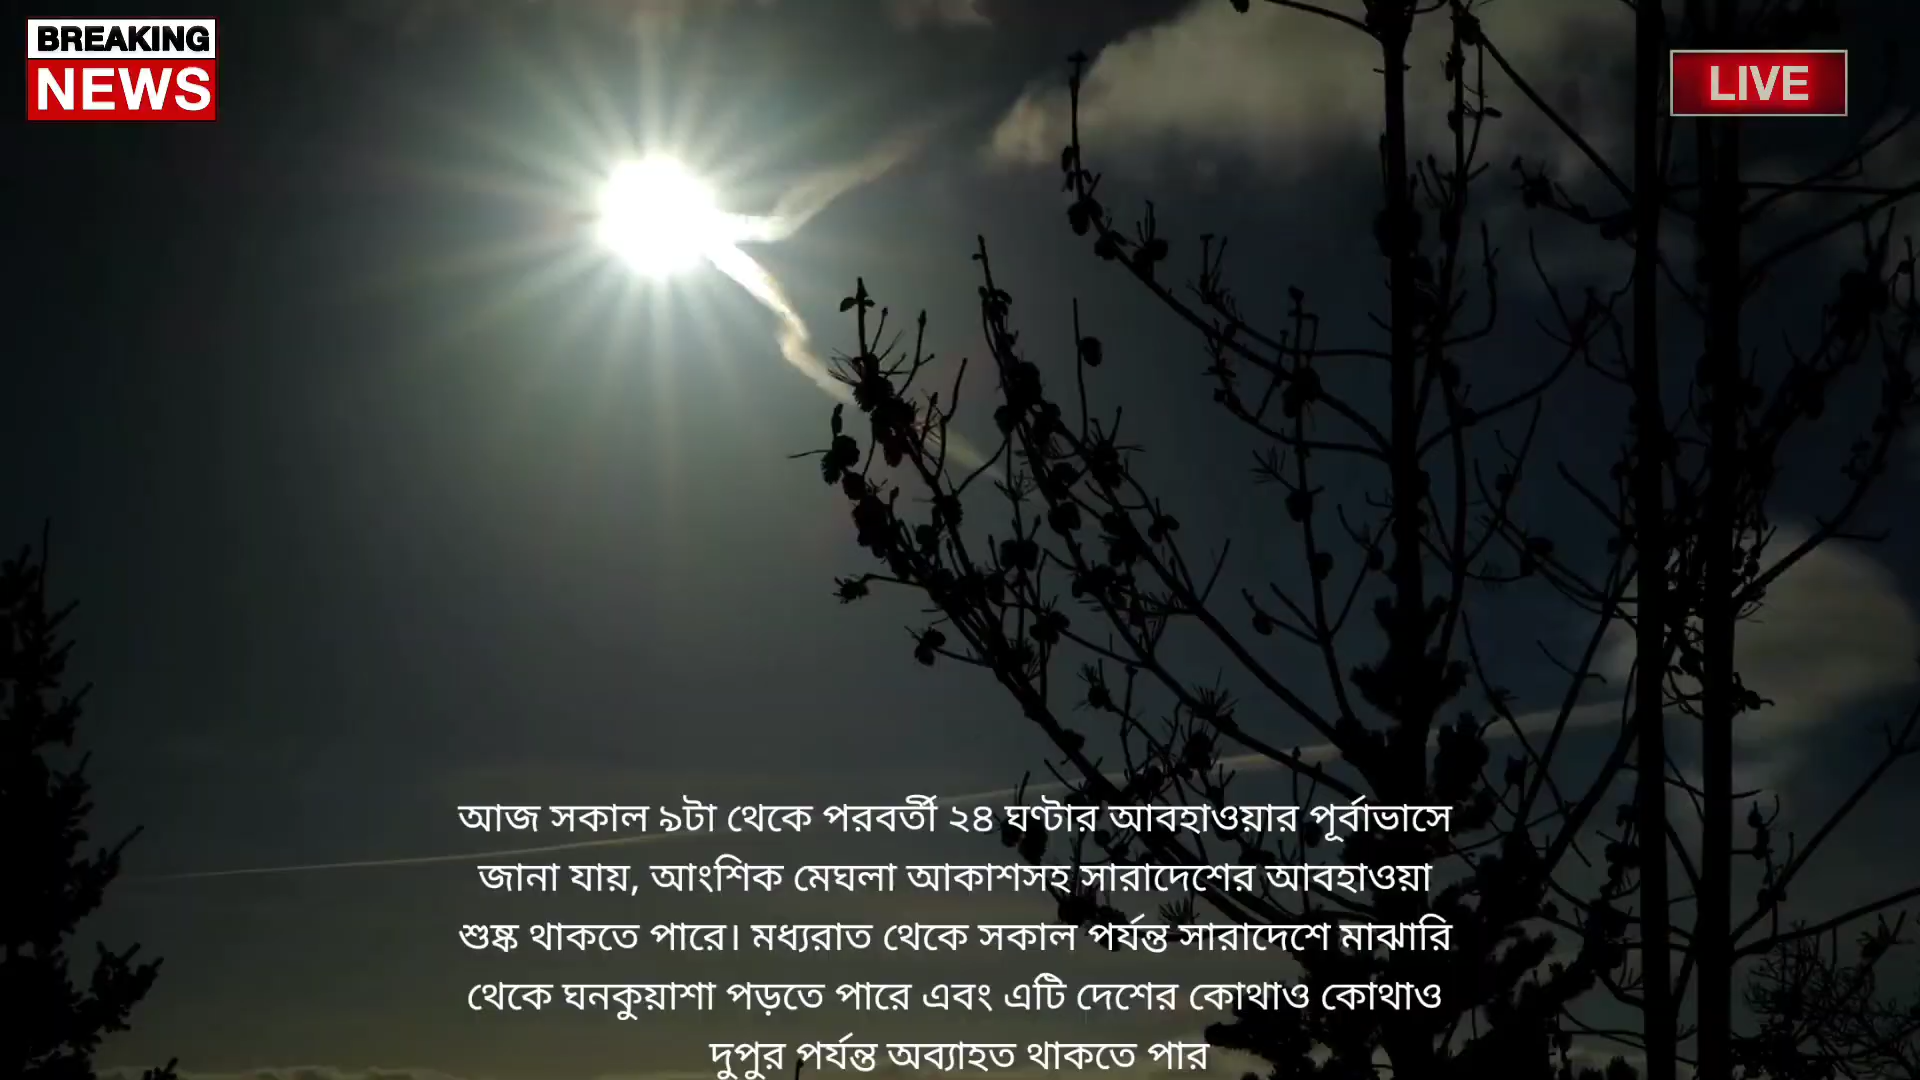 BREAKING
NEWS
LIVE
আজ সকাল ৯টা থেকে পরবর্তী ২৪ ঘণ্টার আবহাওয়ার পূর্বাভাসে
জানা যায়, আংশিক মেঘলা আকাশসহ সারাদেশের আবহাওয়া
শুষ্ক থাকতে পারে। মধ্যরাত থেকে সকাল পর্যন্ত সারাদেশে মাঝারি
থেকে ঘনকুয়াশা পড়তে পারে এবং এটি দেশের কোথাও কোথাও
দুপুর পর্যন্ত অব্যাহত থাকতে পার